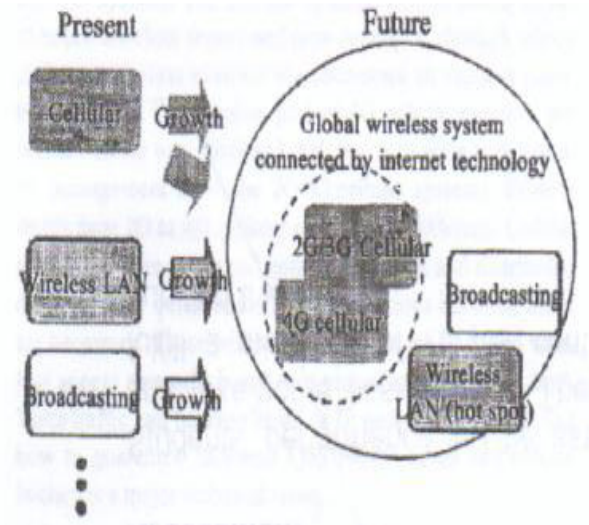 Present
Future
Cellular
Growth
Global wireless system
connected by internet technology
2G/3G Cellular
Wireless LAN
Growth
Broadcasting
4G cellular
Broadcasting
Growth
Wireless
LAN (hot spot)